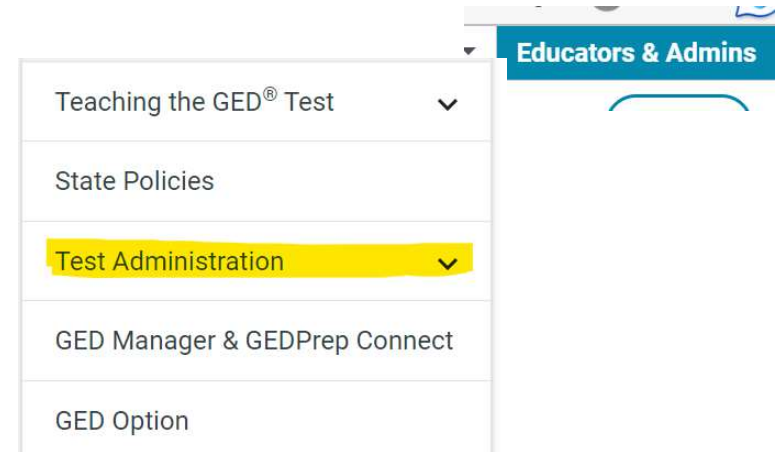 Educators & Admins
Teaching the GED® Test
State Policies
Test Administration
GED Manager & GEDPrep Connect
GED Option